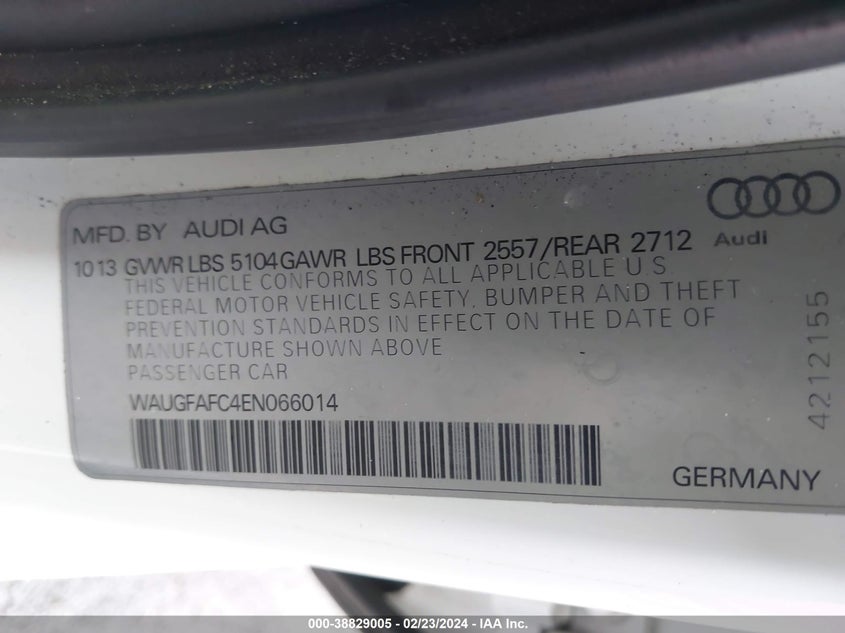 MFD. BY AUDI AG
Audi
10 13 GVWR LBS 5104 GAWR LBS FRONT 2557/REAR 2712
THIS VEHICLE CONFORMS TO ALL APPLICABLE U.S.
FEDERAL MOTOR VEHICLE SAFETY, BUMPER AND THEFT
PREVENTION STANDARDS IN EFFECT ON THE DATE OF
MANUFACTURE SHOWN ABOVE
PASSENGER CAR
WAUGFAFC4EN066014
GERMANY
4212155
000-38829005 - 02/23/2024 - IAA Inc.